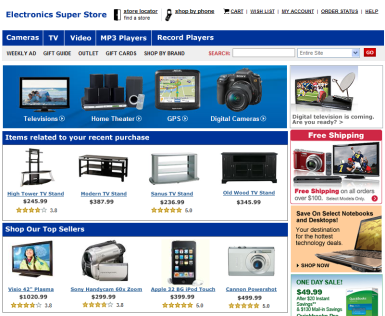 Electronics Super Store
store locator
find a store
shop by phone
CART | WISH LIST | MY ACCOUNT | ORDER STATUS | HELP
Cameras TV Video MP3 Players Record Players
WEEKLY AD GIFT GUIDE OUTLET GIFT CARDS SHOP BY BRAND SEARCH: Entire Site GO
Televisions Home Theater GPS Digital Cameras
Digital television is coming.
Are you ready? >
Items related to your recent purchase
High Tower TV Stand Modern TV Stand Sanus TV Stand Old Wood TV Stand
$245.99 $387.99 $236.99 $345.99
3.8 5.0
Free Shipping
Free Shipping on all orders
over $100. Select Models Only.
Shop Our Top Sellers
Visio 42" Plasma Sony Handycam 60x Zoom Apple 32 BG iPod Touch Cannon Powershot
$1020.99 $299.99 $399.99 $499.99
3.8 3.8 5.0 5.0
Save On Select Notebooks
and Desktops!
Your destination
for the hottest
technology deals.
SHOP NOW
ONE DAY SALE!
$49.99
After $20 Instant
Savings*
& $100 Mail-in Savings